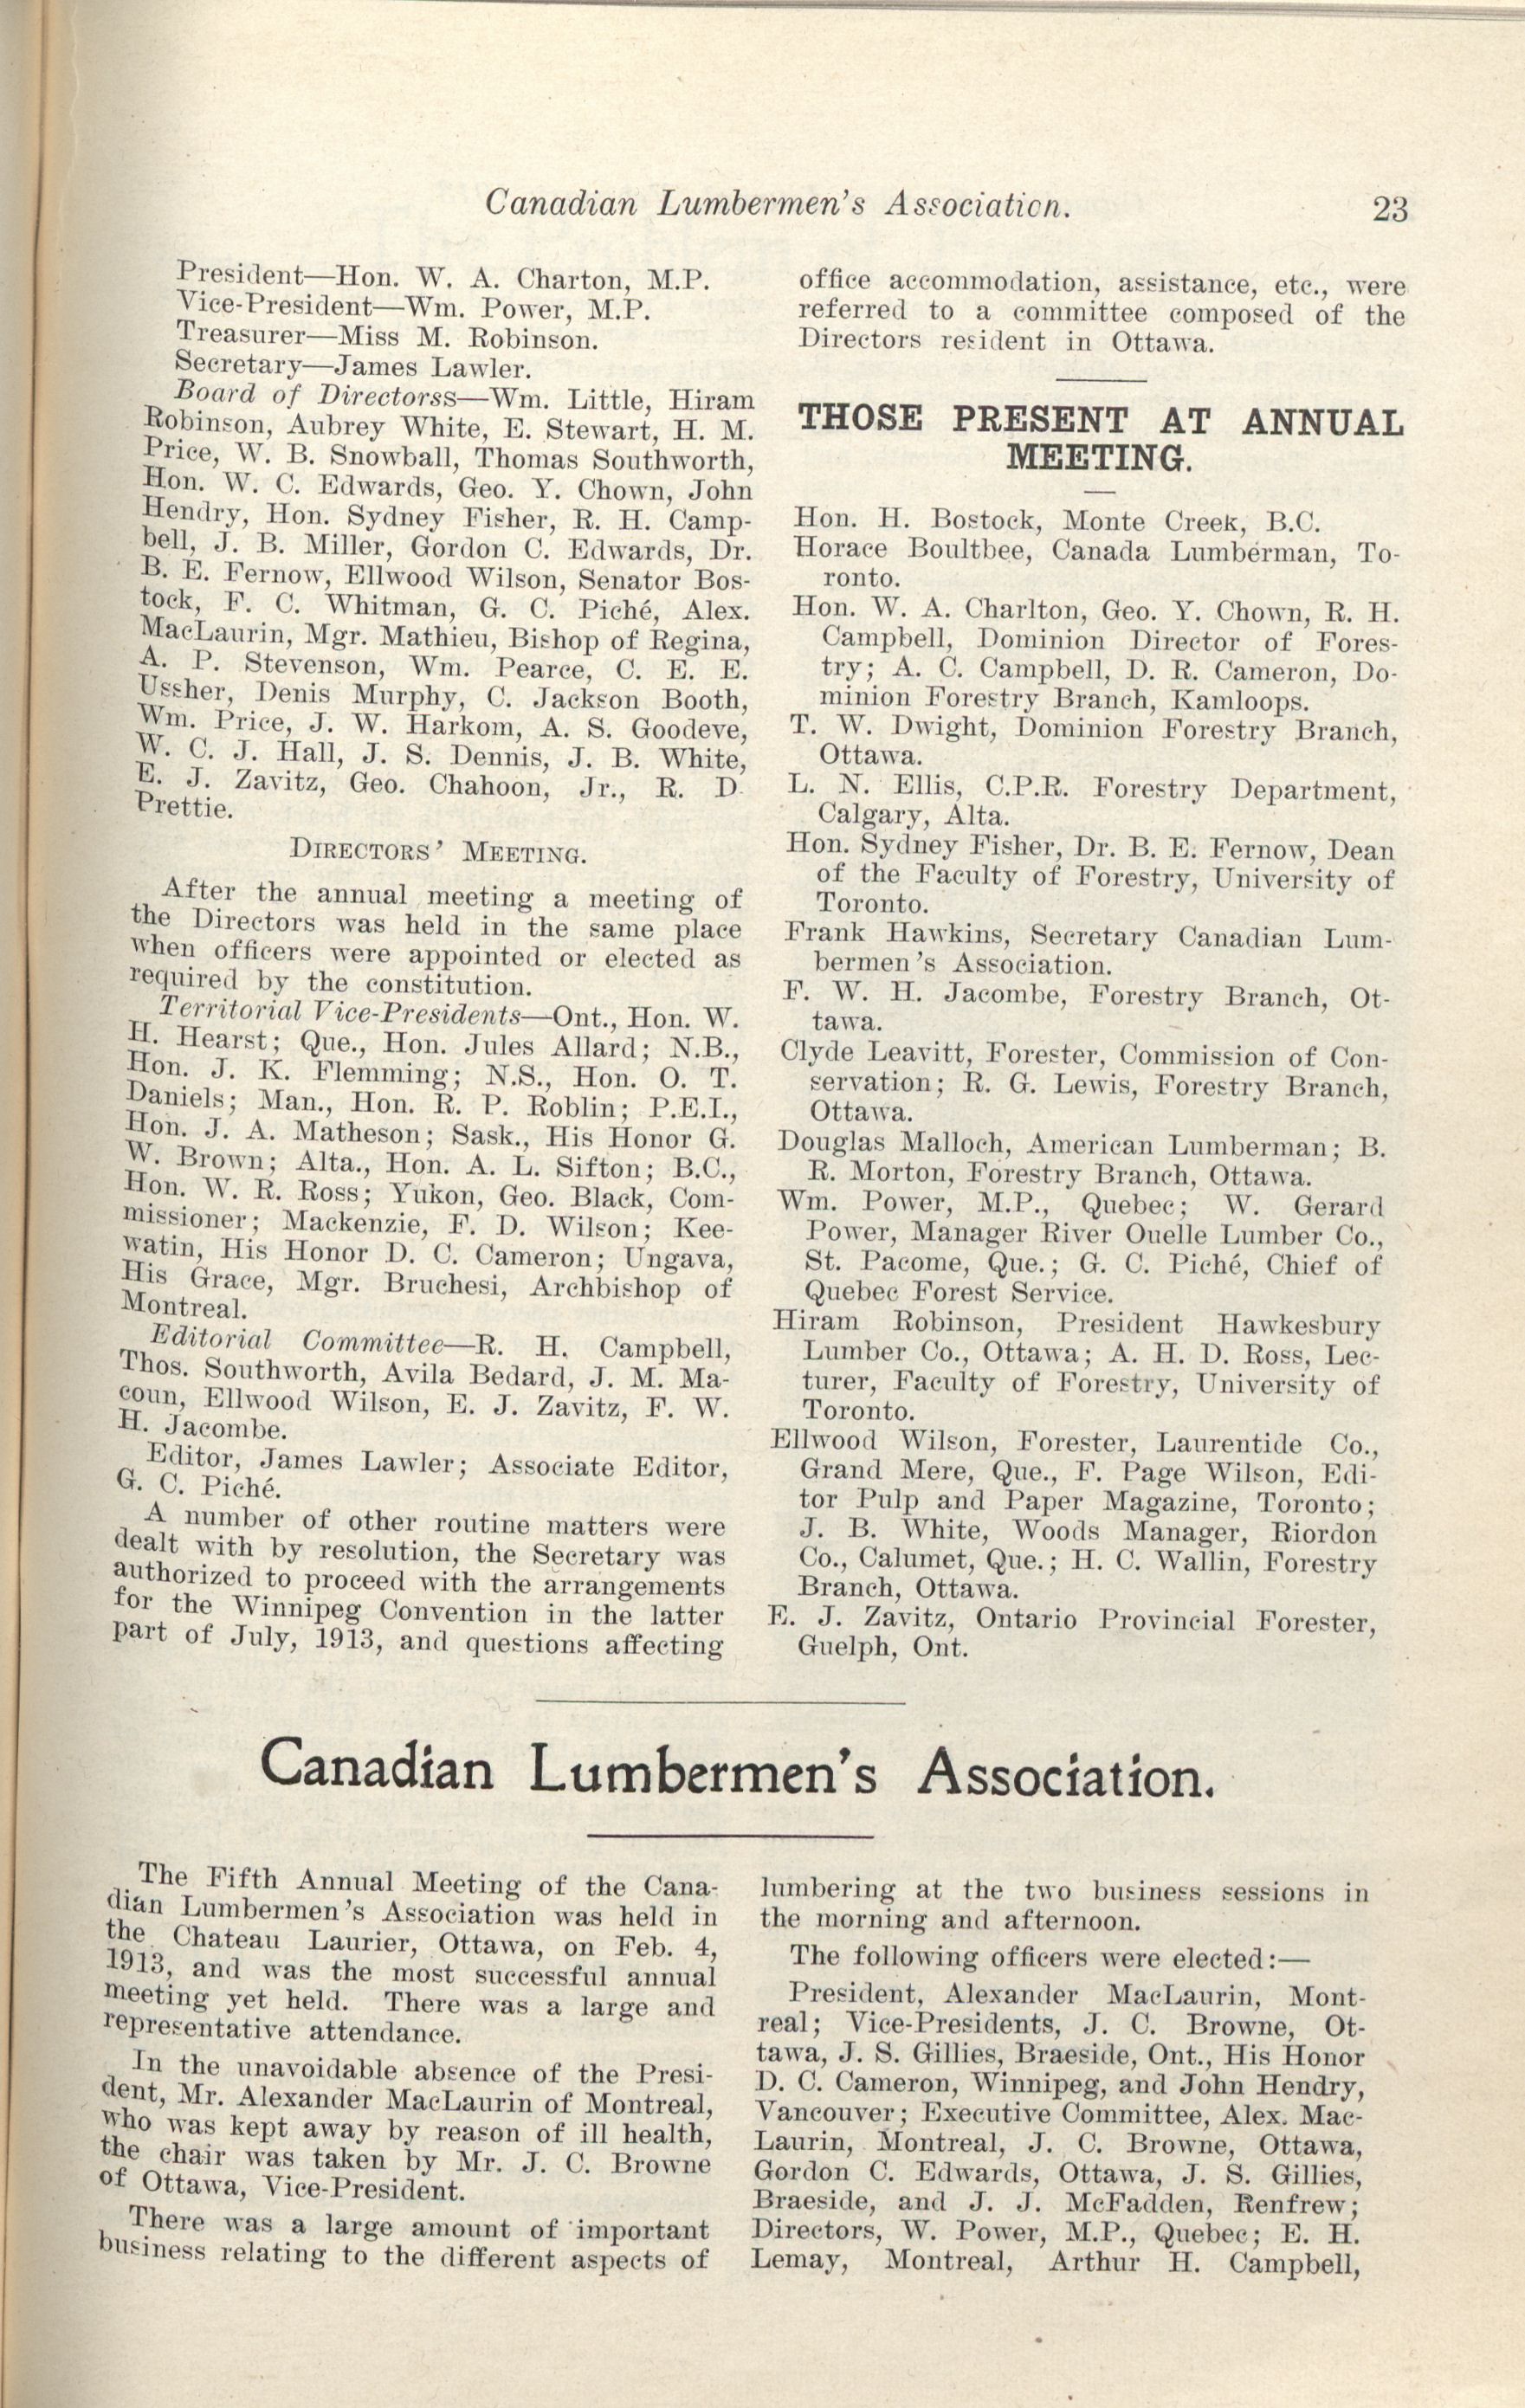 Canadian Lumbermen's Association. 23
President—Hon. W. A. Charton, M.P.
Vice-President—Wm. Power, M.P.
Treasurer—Miss M. Robinson.
Secretary—James Lawler.
Board of Directorss—Wm. Little, Hiram
Robinson, Aubrey White, E. Stewart, H. M.
Price, W. B. Snowball, Thomas Southworth,
Hon. W. C. Edwards, Geo. Y. Chown, John
Hendry, Hon. Sydney Fisher, R. H. Camp-
bell, J. B. Miller, Gordon C. Edwards, Dr.
B. E. Fernow, Ellwood Wilson, Senator Bos-
tock, F. C. Whitman, G. C. Piché, Alex.
MacLaurin, Mgr. Mathieu, Bishop of Regina,
A. P. Stevenson, Wm. Pearce, C. E. E.
Ussher, Denis Murphy, C. Jackson Booth,
Wm. Price, J. W. Harkom, A. S. Goodeve,
W. C. J. Hall, J. S. Dennis, J. B. White,
E. J. Zavitz, Geo. Chahoon, Jr., R. D.
Prettie.
DIRECTORS' MEETING.
After the annual meeting a meeting of
the Directors was held in the same place
when officers were appointed or elected as
required by the constitution.
Territorial Vice-Presidents—Ont., Hon. W.
H. Hearst; Que., Hon. Jules Allard; N.B.,
Hon. J. K. Flemming; N.S., Hon. O. T.
Daniels; Man., Hon. R. P. Roblin; P.E.I.,
Hon. J. A. Matheson; Sask., His Honor G.
W. Brown; Alta., Hon. A. L. Sifton; B.C.,
Hon. W. R. Ross; Yukon, Geo. Black, Com-
missioner; Mackenzie, F. D. Wilson; Kee-
watin, His Honor D. C. Cameron; Ungava,
His Grace, Mgr. Bruchesi, Archbishop of
Montreal.
Editorial Committee—R. H. Campbell,
Thos. Southworth, Avila Bedard, J. M. Ma-
coun, Ellwood Wilson, E. J. Zavitz, F. W.
H. Jacombe.
Editor, James Lawler; Associate Editor,
G. C. Piché.
A number of other routine matters were
dealt with by resolution, the Secretary was
authorized to proceed with the arrangements
for the Winnipeg Convention in the latter
part of July, 1913, and questions affecting
office accommodation, assistance, etc., were
referred to a committee composed of the
Directors resident in Ottawa.
THOSE PRESENT AT ANNUAL
MEETING.
Hon. H. Bostock, Monte Creek, B.C.
Horace Boultbee, Canada Lumberman, To-
ronto.
Hon. W. A. Charlton, Geo. Y. Chown, R. H.
Campbell, Dominion Director of Fores-
try; A. C. Campbell, D. R. Cameron, Do-
minion Forestry Branch, Kamloops.
T. W. Dwight, Dominion Forestry Branch,
Ottawa.
L. N. Ellis, C.P.R. Forestry Department,
Calgary, Alta.
Hon. Sydney Fisher, Dr. B. E. Fernow, Dean
of the Faculty of Forestry, University of
Toronto.
Frank Hawkins, Secretary Canadian Lum-
bermen's Association.
F. W. H. Jacombe, Forestry Branch, Ot-
tawa.
Clyde Leavitt, Forester, Commission of Con-
servation; R. G. Lewis, Forestry Branch,
Ottawa.
Douglas Malloch, American Lumberman; B.
R. Morton, Forestry Branch, Ottawa.
Wm. Power, M.P., Quebec; W. Gerard
Power, Manager River Ouelle Lumber Co.,
St. Pacome, Que.; G. C. Piché, Chief of
Quebec Forest Service.
Hiram Robinson, President Hawkesbury
Lumber Co., Ottawa; A. H. D. Ross, Lec-
turer, Faculty of Forestry, University of
Toronto.
Ellwood Wilson, Forester, Laurentide Co.,
Grand Mere, Que., F. Page Wilson, Edi-
tor Pulp and Paper Magazine, Toronto;
J. B. White, Woods Manager, Riordon
Co., Calumet, Que.; H. C. Wallin, Forestry
Branch, Ottawa.
E. J. Zavitz, Ontario Provincial Forester,
Guelph, Ont.
Canadian Lumbermen's Association.
The Fifth Annual Meeting of the Cana-
dian Lumbermen's Association was held in
the Chateau Laurier, Ottawa, on Feb. 4,
1913, and was the most successful annual
meeting yet held. There was a large and
representative attendance.
In the unavoidable absence of the Presi-
dent, Mr. Alexander MacLaurin of Montreal,
who was kept away by reason of ill health,
the chair was taken by Mr. J. C. Browne
of Ottawa, Vice-President.
There was a large amount of important
business relating to the different aspects of
lumbering at the two business sessions in
the morning and afternoon.
The following officers were elected:—
President, Alexander MacLaurin, Mont-
real; Vice-Presidents, J. C. Browne, Ot-
tawa, J. S. Gillies, Braeside, Ont., His Honor
D. C. Cameron, Winnipeg, and John Hendry,
Vancouver; Executive Committee, Alex. Mac-
Laurin, Montreal, J. C. Browne, Ottawa,
Gordon C. Edwards, Ottawa, J. S. Gillies,
Braeside, and J. J. McFadden, Renfrew;
Directors, W. Power, M.P., Quebec; E. H.
Lemay, Montreal, Arthur H. Campbell,